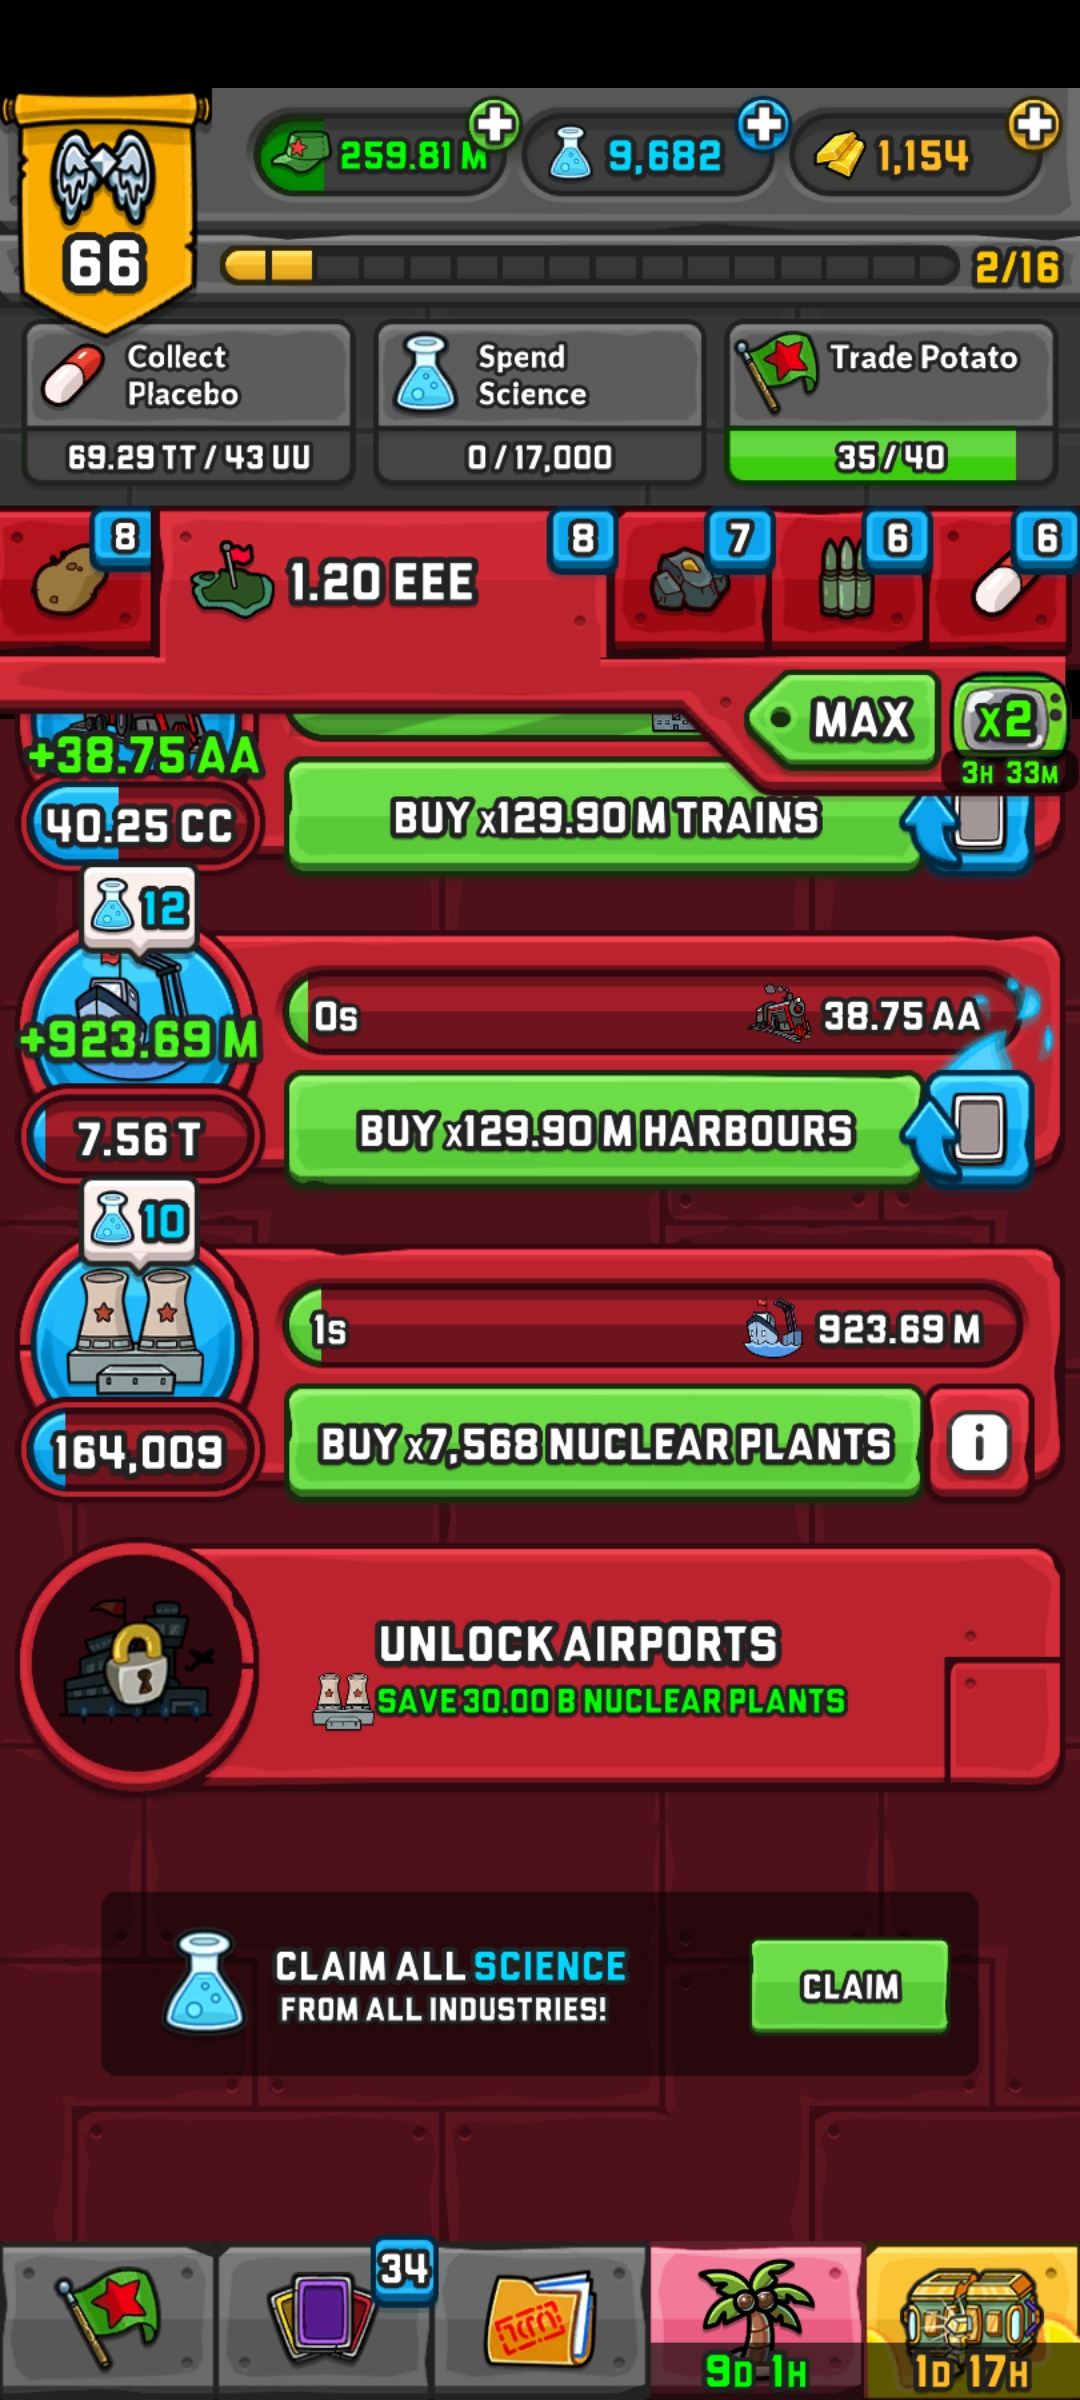 259.81 M
9,682
1,154
66
2/16
Collect
Placebo
69.29 TT / 43 UU
Spend
Science
0 / 17,000
Trade Potato
35 / 40
8
1.20 EEE
8
7
6
6
MAX
x2
3H 33M
+38.75 AA
40.25 CC
BUY x129.90 M TRAINS
12
+923.69 M
0s
38.75 AA
7.56 T
BUY x129.90 M HARBOURS
10
1s
923.69 M
164,009
BUY x7,568 NUCLEAR PLANTS
i
UNLOCK AIRPORTS
SAVE 30.00 B NUCLEAR PLANTS
CLAIM ALL SCIENCE
FROM ALL INDUSTRIES!
CLAIM
34
9D 1H
1D 17H